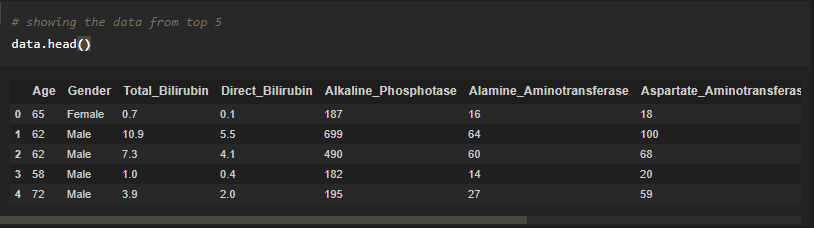 # showing the data from top 5
data.head()
Age Gender Total_Bilirubin Direct_Bilirubin Alkaline_Phosphotase Alamine_Aminotransferase Aspartate_Aminotransferas
0 65 Female 0.7 0.1 187 16 18
1 62 Male 10.9 5.5 699 64 100
2 62 Male 7.3 4.1 490 60 68
3 58 Male 1.0 0.4 182 14 20
4 72 Male 3.9 2.0 195 27 59